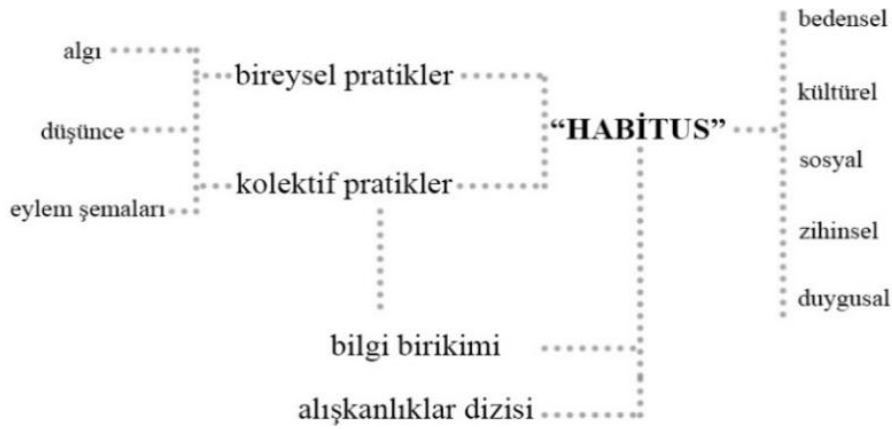 algı
düşünce
eylem şemaları
bireysel pratikler
kolektif pratikler
“HABİTUS”
bedensel
kültürel
sosyal
zihinsel
duygusal
bilgi birikimi
alışkanlıklar dizisi